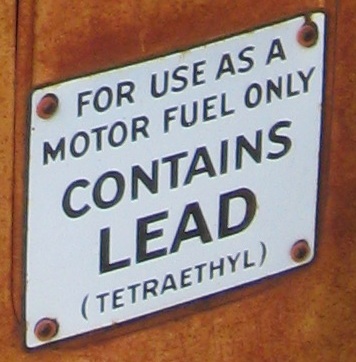 FOR USE AS A
MOTOR FUEL ONLY
CONTAINS
LEAD
(TETRAETHYL)